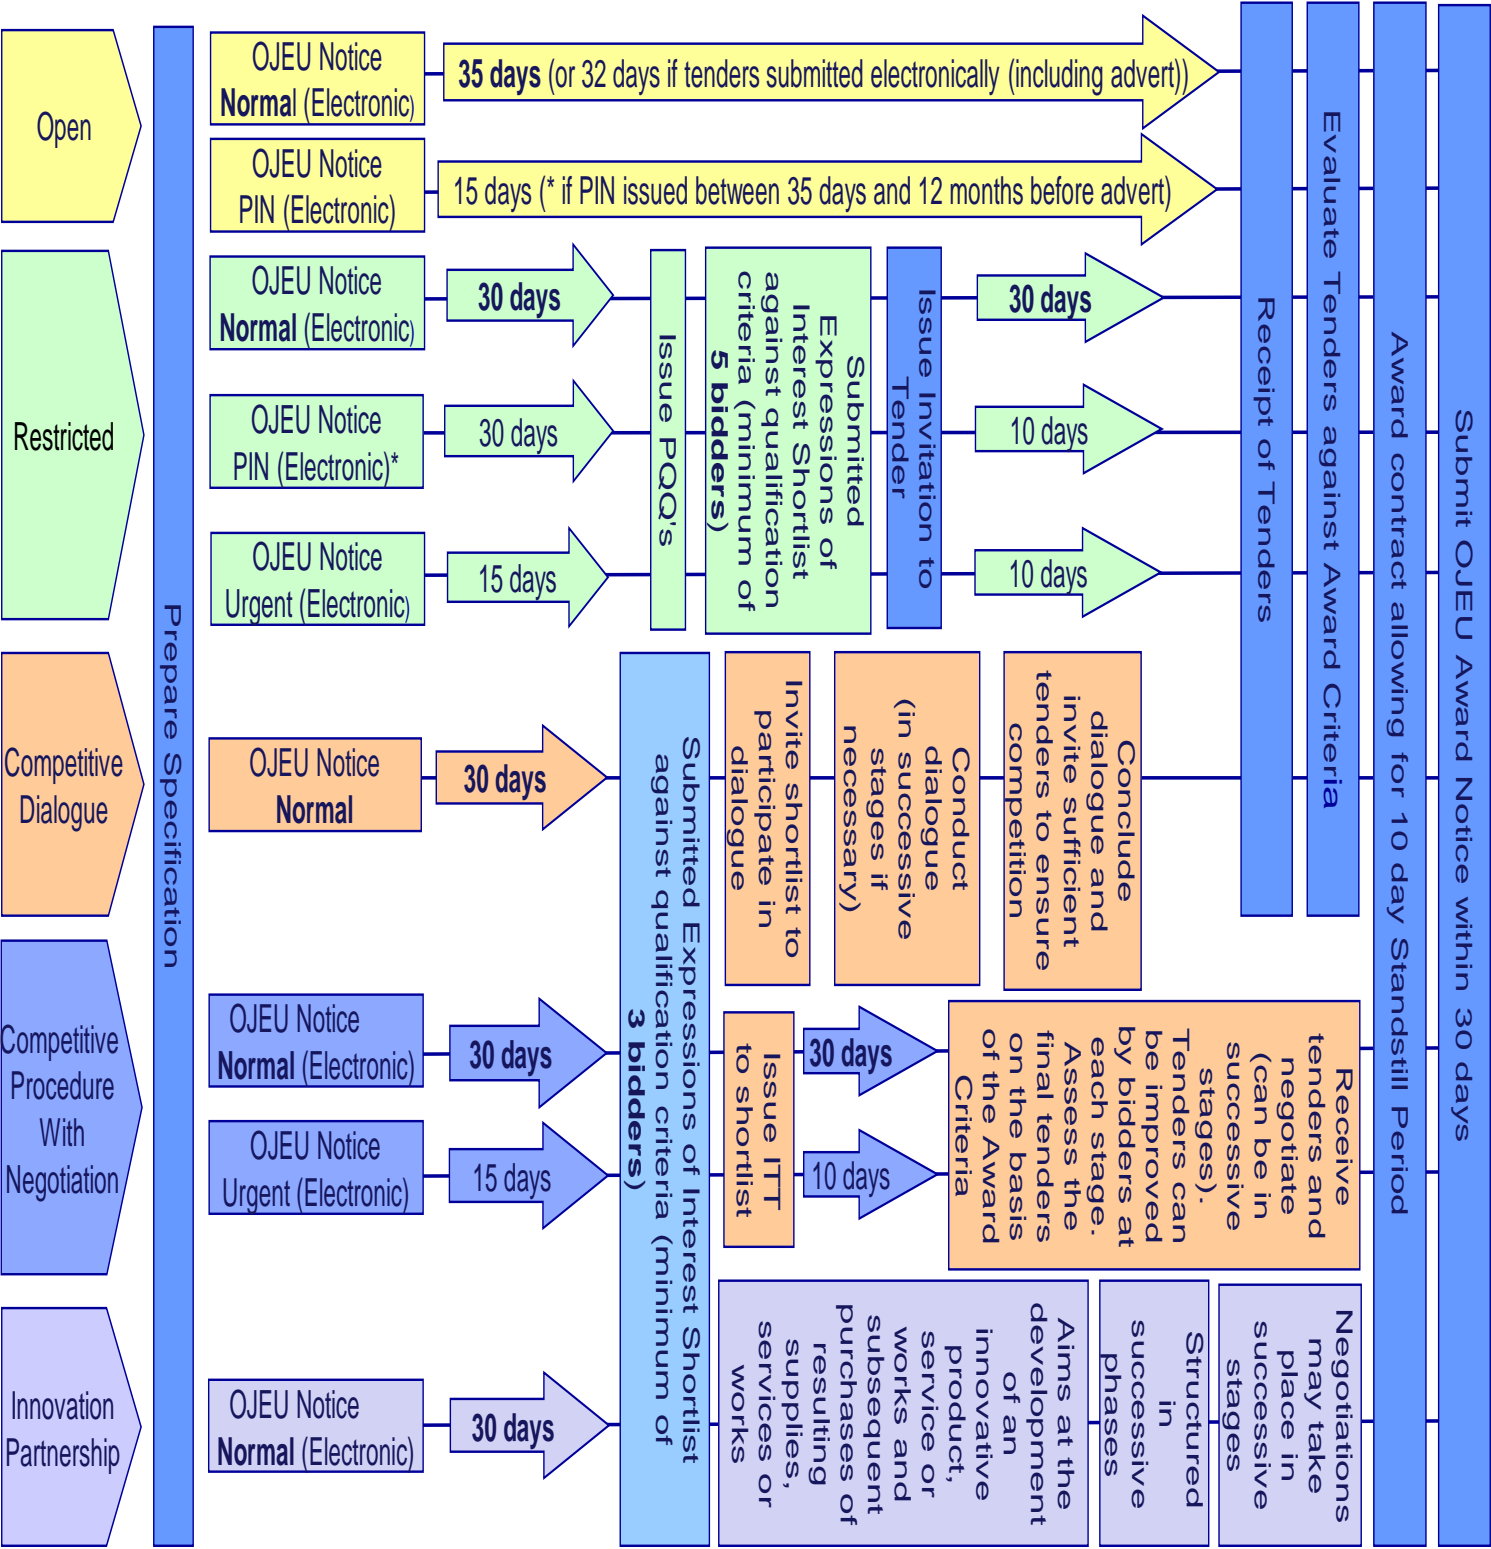 Open
OJEU Notice
Normal (Electronic)
35 days (or 32 days if tenders submitted electronically (including advert))
OJEU Notice
PIN (Electronic)
15 days (* if PIN issued between 35 days and 12 months before advert)
Restricted
OJEU Notice
Normal (Electronic)
30 days
OJEU Notice
PIN (Electronic)*
30 days
OJEU Notice
Urgent (Electronic)
15 days
Issue PQQ's
Submitted
Expressions of
Interest Shortlist
against qualification
criteria (minimum of
5 bidders)
Issue Invitation to
Tender
30 days
10 days
10 days
Competitive
Dialogue
OJEU Notice
Normal
30 days
Invite shortlist to
participate in
dialogue
Conduct
dialogue
(in successive
stages if
necessary)
Conclude
dialogue and
invite sufficient
tenders to ensure
competition
Competitive
Procedure
With
Negotiation
OJEU Notice
Normal (Electronic)
30 days
OJEU Notice
Urgent (Electronic)
15 days
Issue ITT
to shortlist
30 days
10 days
Receive
tenders and
negotiate
(can be in
successive
stages).
Tenders can
be improved
by bidders at
each stage.
Assess the
final tenders
on the basis
of the Award
Criteria
Innovation
Partnership
OJEU Notice
Normal (Electronic)
30 days
Aims at the
development
of an
innovative
product,
service or
works and
subsequent
purchases of
resulting
supplies,
services or
works
Structured
in
successive
phases
Negotiations
may take
place in
successive
stages
Prepare Specification
Submitted Expressions of Interest Shortlist
against qualification criteria (minimum of
3 bidders)
Receipt of Tenders
Evaluate Tenders against Award Criteria
Award contract allowing for 10 day Standstill Period
Submit OJEU Award Notice within 30 days